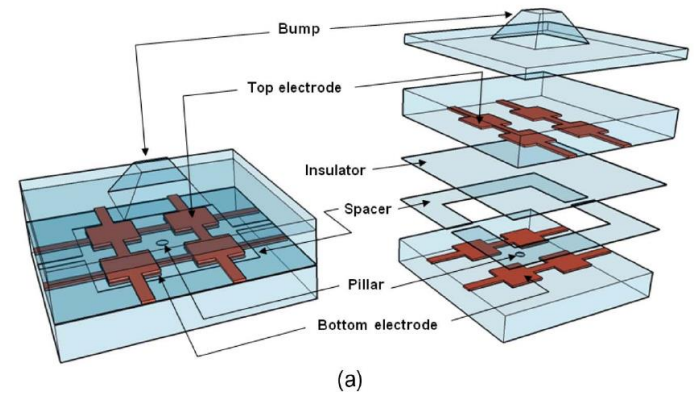 Bump
Top electrode
Insulator
Spacer
Pillar
Bottom electrode
(a)